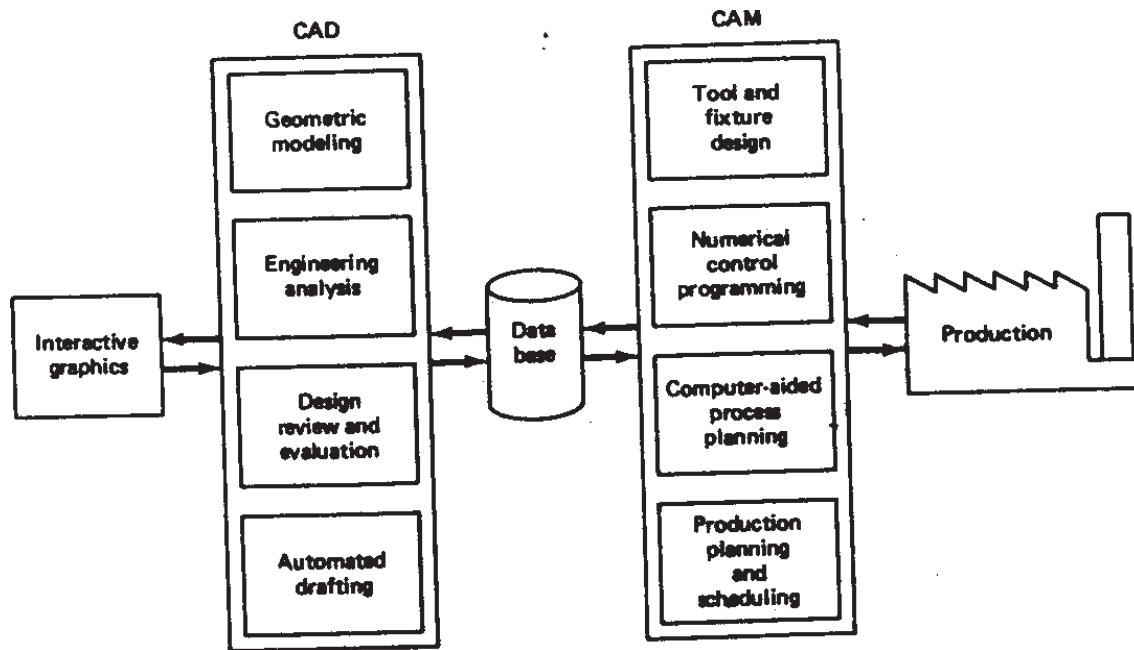 CAD
CAM
Interactive
graphics
Geometric
modeling
Engineering
analysis
Design
review and
evaluation
Automated
drafting
Data
base
Tool and
fixture
design
Numerical
control
programming
Computer-aided
process
planning
Production
planning
and
scheduling
Production